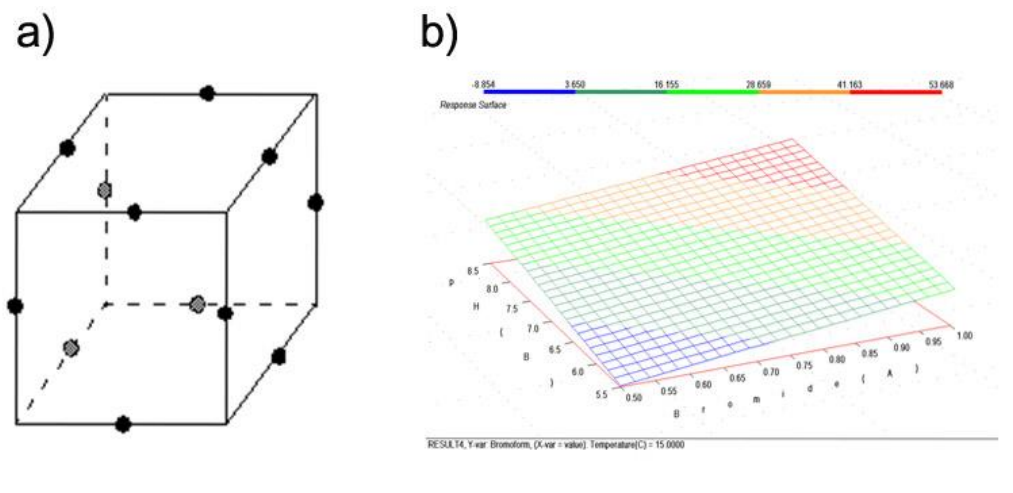 a)
b)
-8.854 3.650 16.155 28.659 41.163 53.668
Response Surface
P H ( B )
8.5
8.0
7.5
7.0
6.5
6.0
5.5
0.50 0.55 0.60 0.65 0.70 0.75 0.80 0.85 0.90 0.95 1.00
B r o m i d e ( A )
RESULT4, Y-var: Bromoform, (X-var = value): Temperature(C) = 15.0000